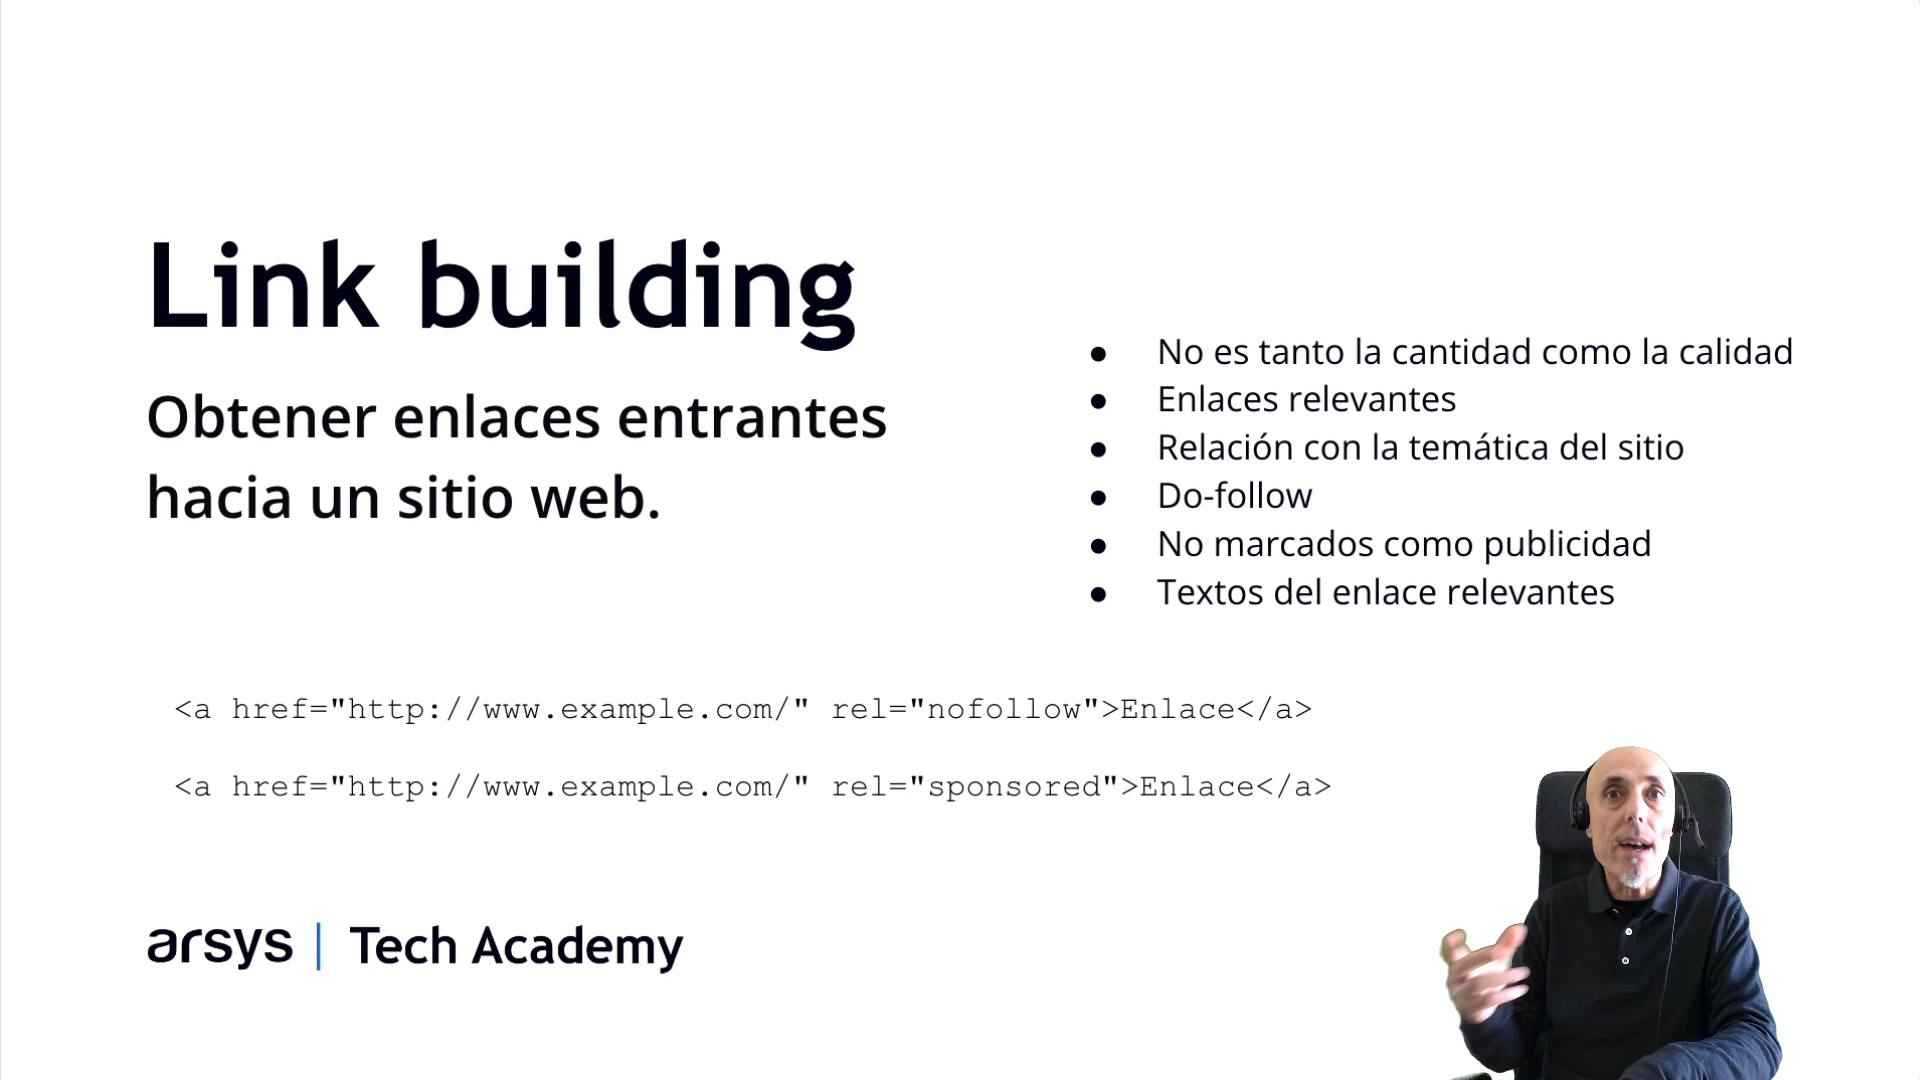 Link building
Obtener enlaces entrantes
hacia un sitio web.
● No es tanto la cantidad como la calidad
● Enlaces relevantes
● Relación con la temática del sitio
● Do-follow
● No marcados como publicidad
● Textos del enlace relevantes
<a href="http://www.example.com/" rel="nofollow">Enlace</a>
<a href="http://www.example.com/" rel="sponsored">Enlace</a>
arsys | Tech Academy